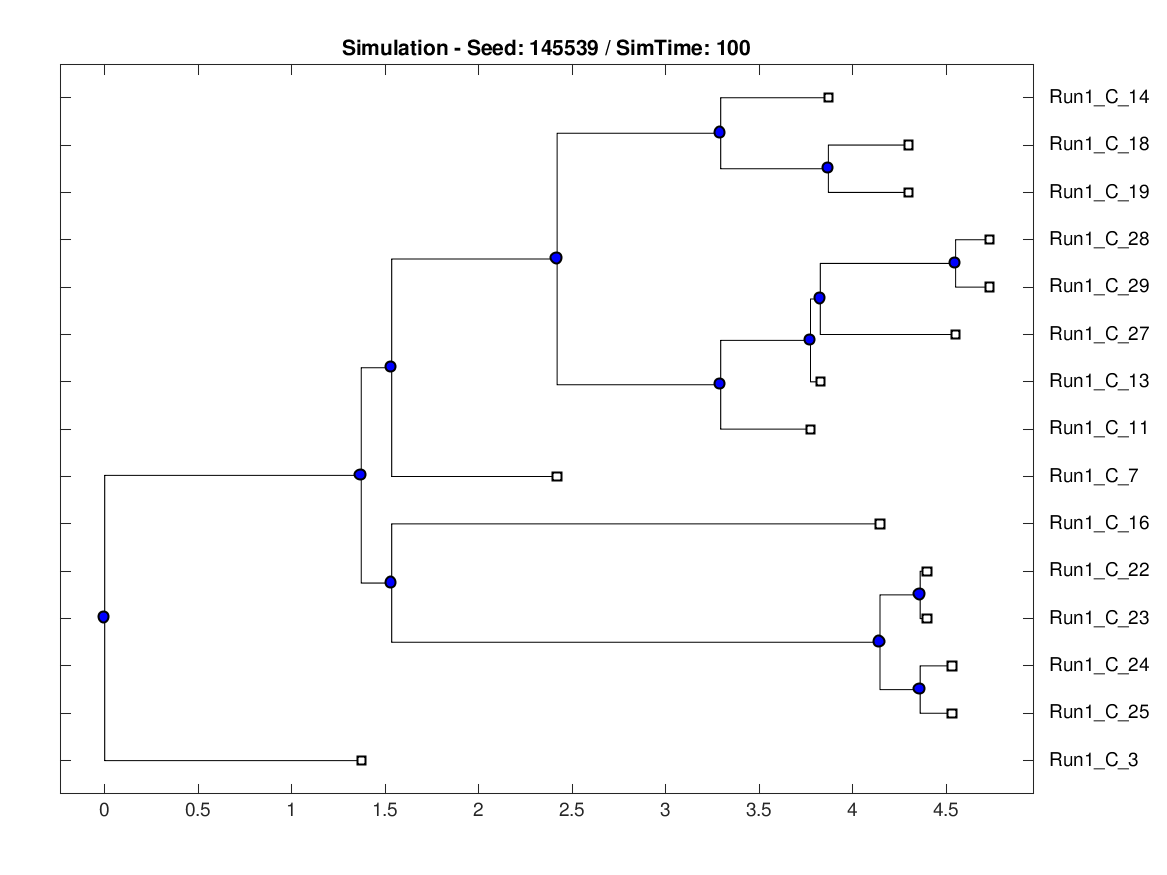 Simulation - Seed: 145539 / SimTime: 100
Run1_C_14
Run1_C_18
Run1_C_19
Run1_C_28
Run1_C_29
Run1_C_27
Run1_C_13
Run1_C_11
Run1_C_7
Run1_C_16
Run1_C_22
Run1_C_23
Run1_C_24
Run1_C_25
Run1_C_3
0 0.5 1 1.5 2 2.5 3 3.5 4 4.5